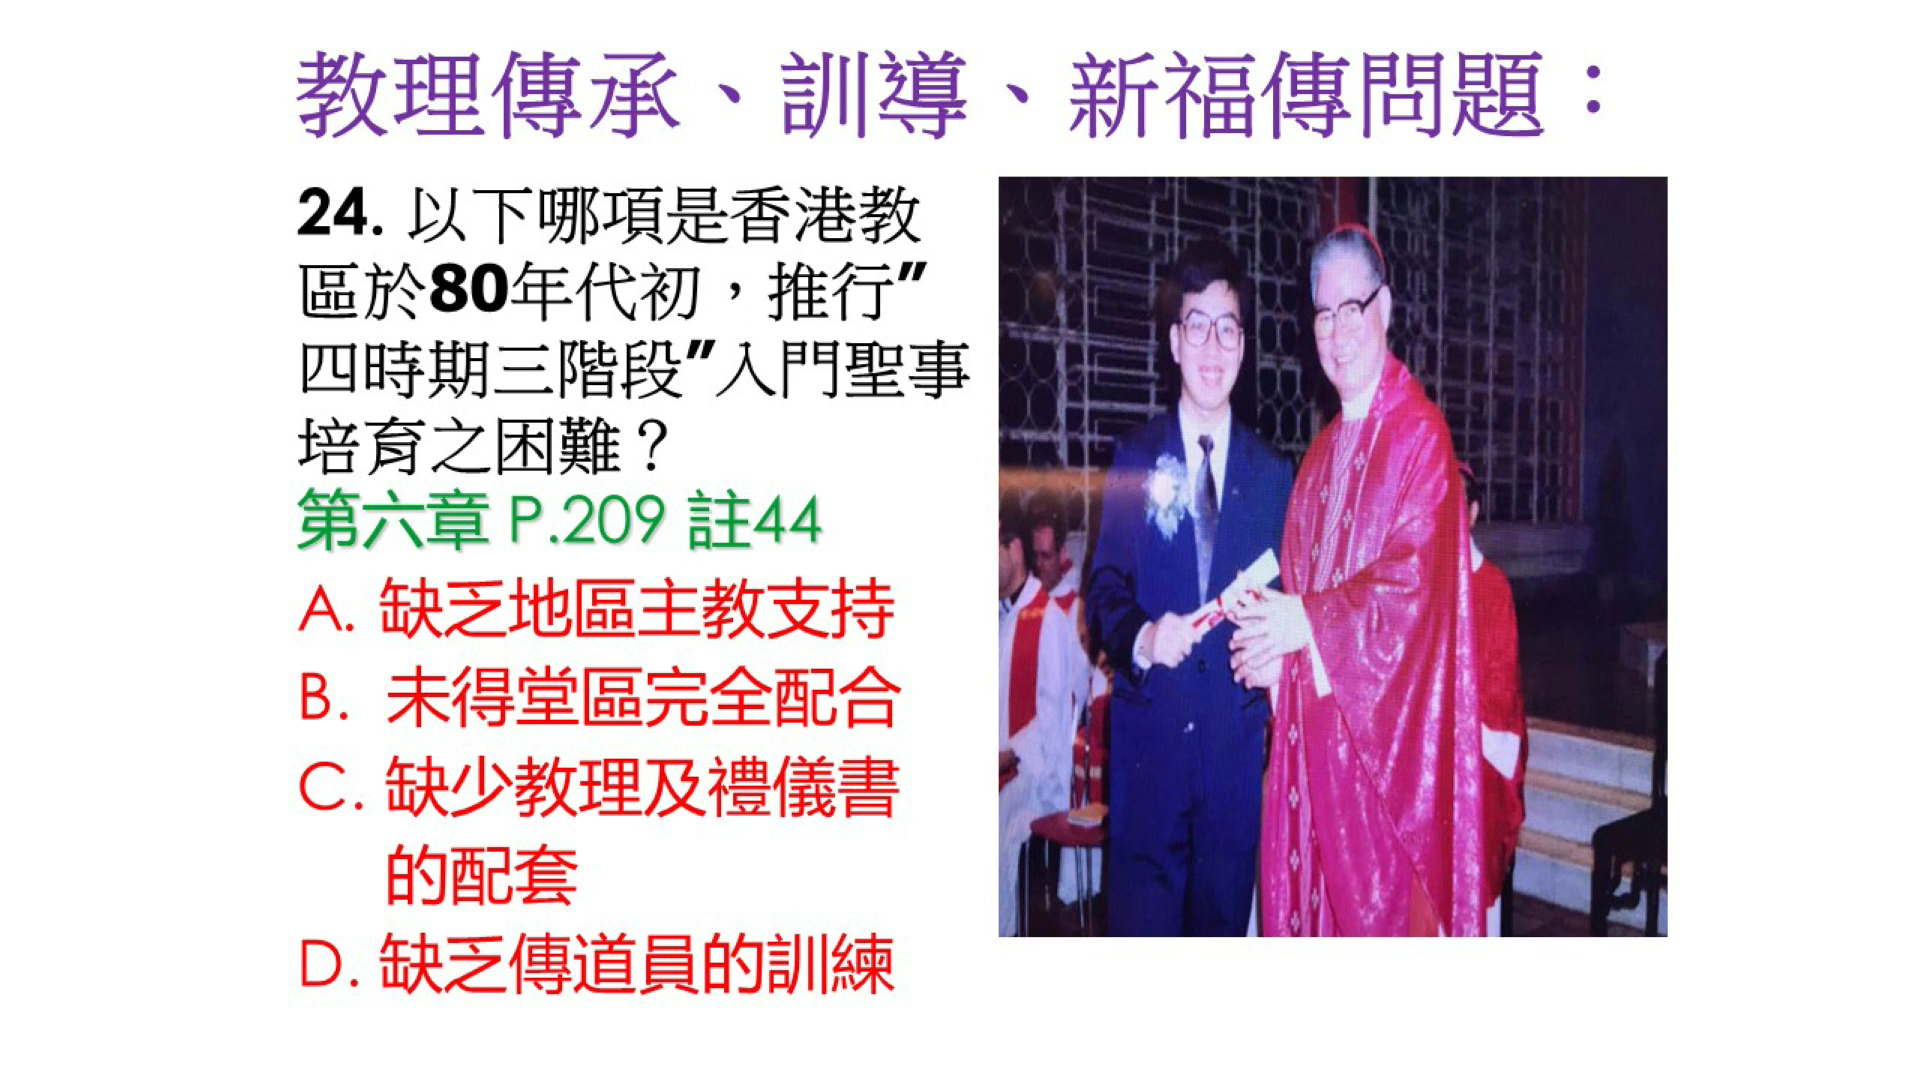 教理傳承、訓導、新福傳問題：
24. 以下哪項是香港教
區於80年代初，推行”
四時期三階段”入門聖事
培育之困難？
第六章 P.209 註44
A. 缺乏地區主教支持
B. 未得堂區完全配合
C. 缺少教理及禮儀書
的配套
D. 缺乏傳道員的訓練